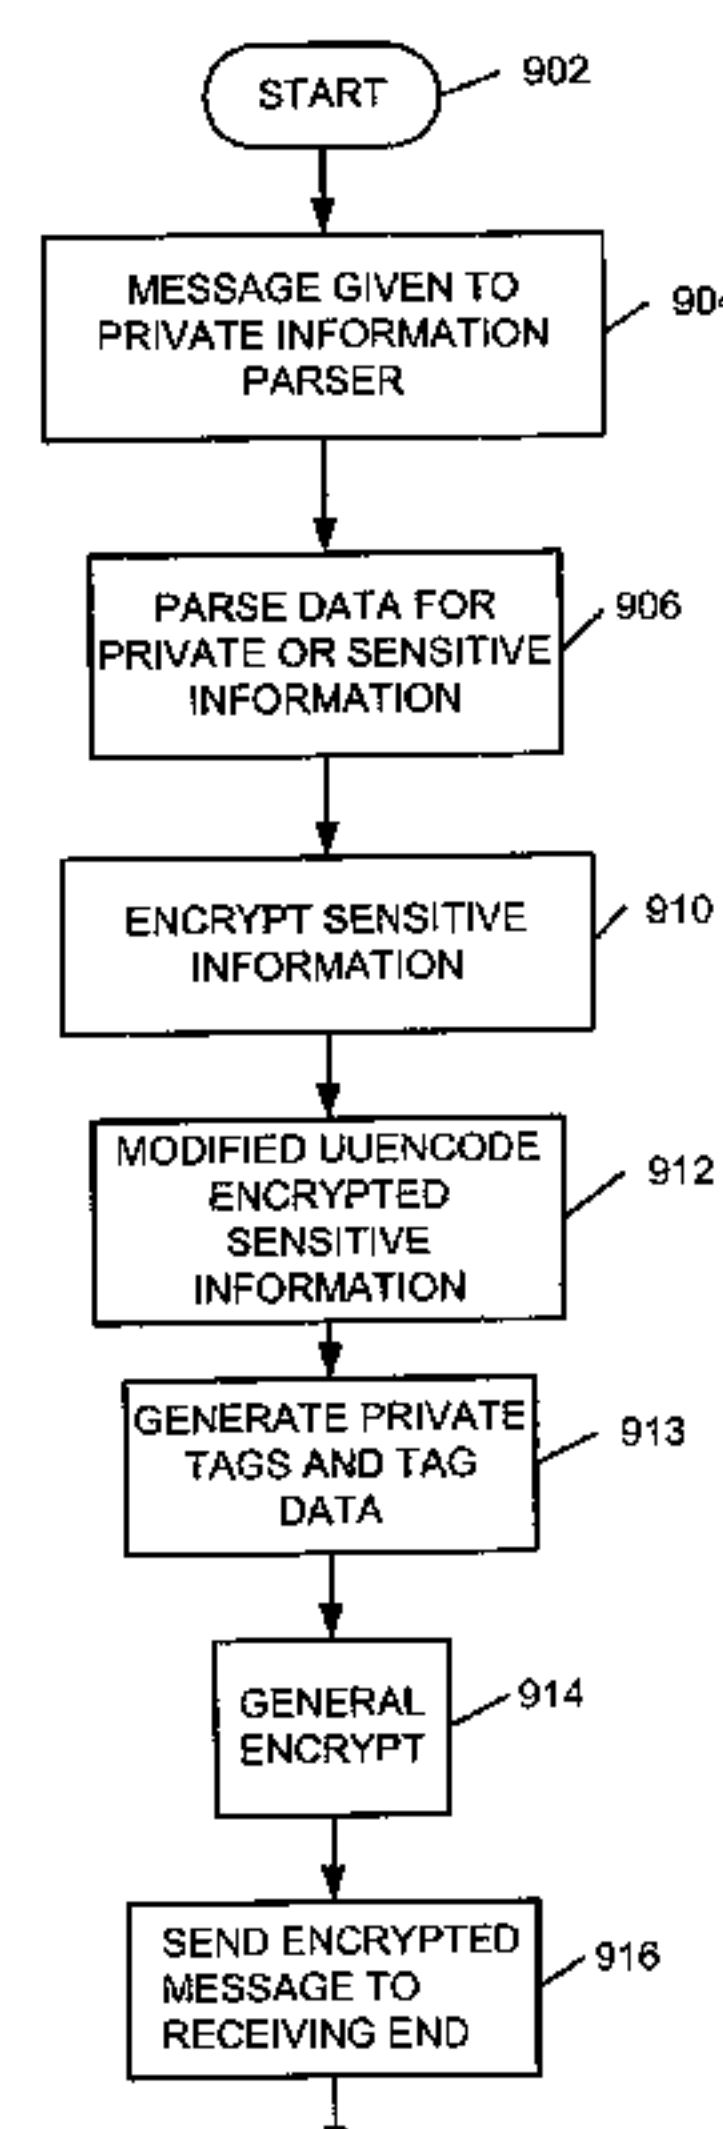 START
902
MESSAGE GIVEN TO
PRIVATE INFORMATION
PARSER
904
PARSE DATA FOR
PRIVATE OR SENSITIVE
INFORMATION
906
ENCRYPT SENSITIVE
INFORMATION
910
MODIFIED UUENCODE
ENCRYPTED
SENSITIVE
INFORMATION
912
GENERATE PRIVATE
TAGS AND TAG
DATA
913
GENERAL
ENCRYPT
914
SEND ENCRYPTED
MESSAGE TO
RECEIVING END
916